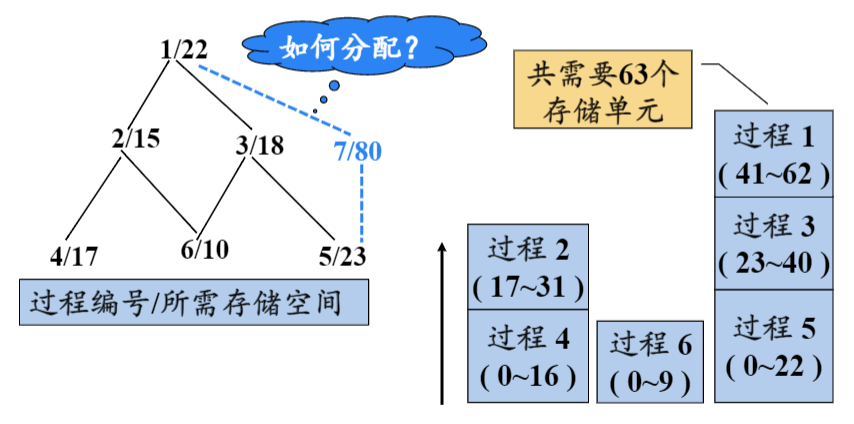 1/22
如何分配？
2/15
3/18
7/80
4/17
6/10
5/23
过程编号/所需存储空间
共需要63个
存储单元
过程 1
( 41~62 )
过程 3
( 23~40 )
过程 5
( 0~22 )
过程 2
( 17~31 )
过程 4
( 0~16 )
过程 6
( 0~9 )